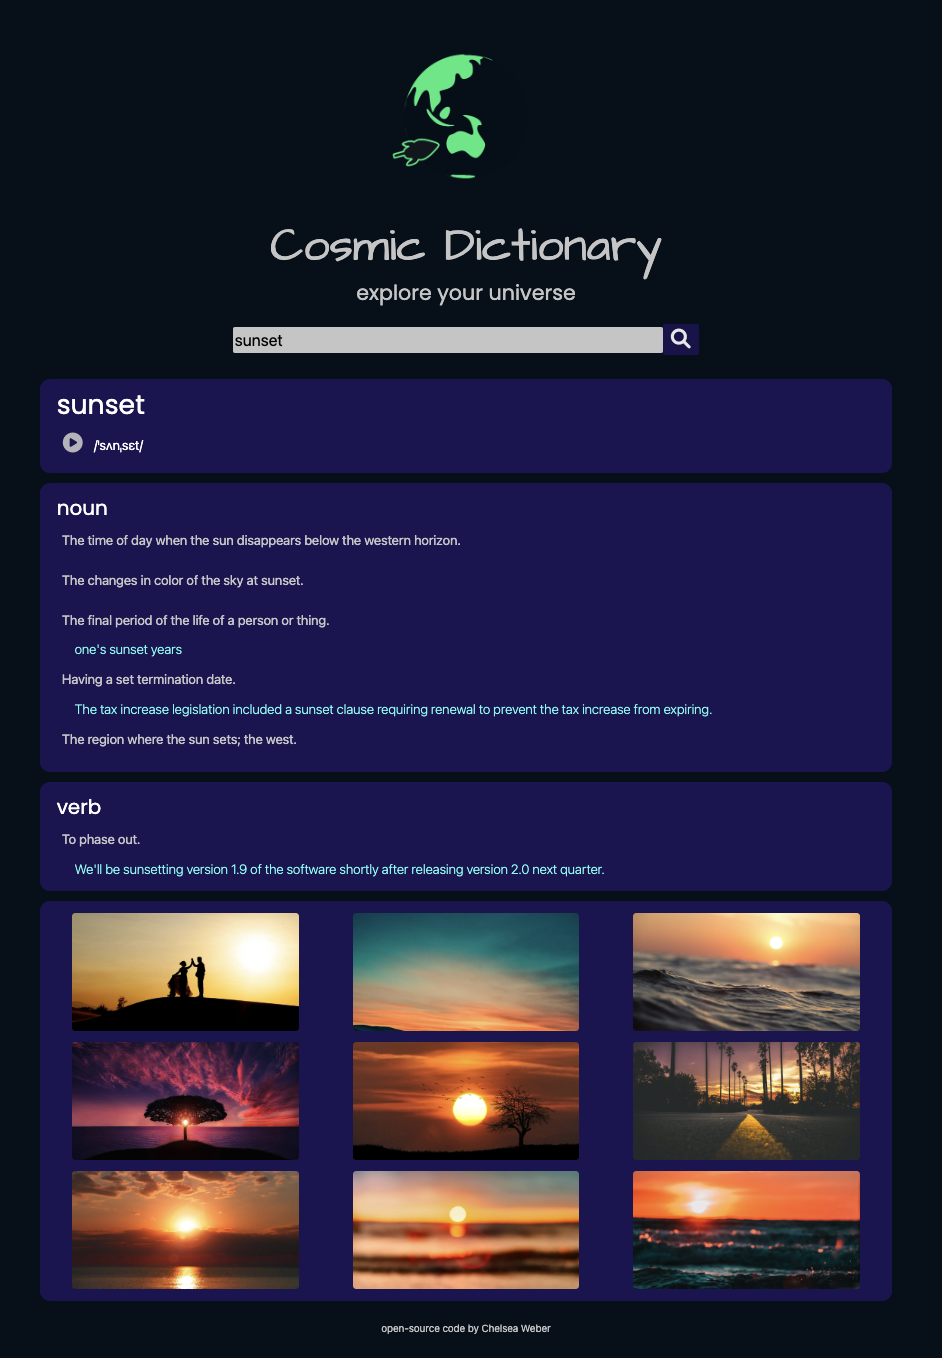 Cosmic Dictionary
explore your universe
sunset
sunset
/ˈsʌnˌsɛt/
noun
The time of day when the sun disappears below the western horizon.
The changes in color of the sky at sunset.
The final period of the life of a person or thing.
one's sunset years
Having a set termination date.
The tax increase legislation included a sunset clause requiring renewal to prevent the tax increase from expiring.
The region where the sun sets; the west.
verb
To phase out.
We'll be sunsetting version 1.9 of the software shortly after releasing version 2.0 next quarter.
open-source code by Chelsea Weber